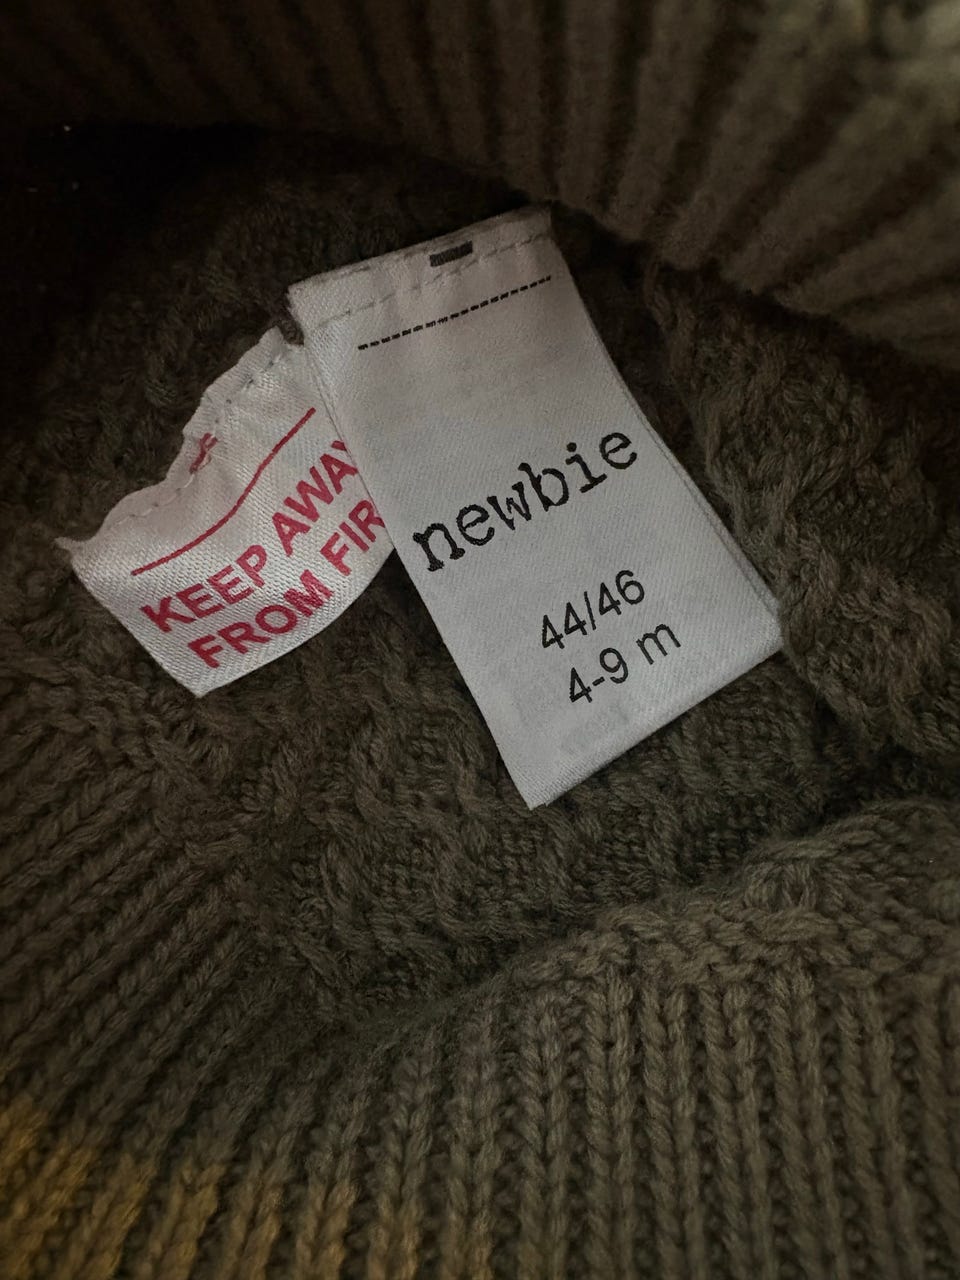 KEEP AWAY
FROM FIR
newbie
44/46
4-9 m